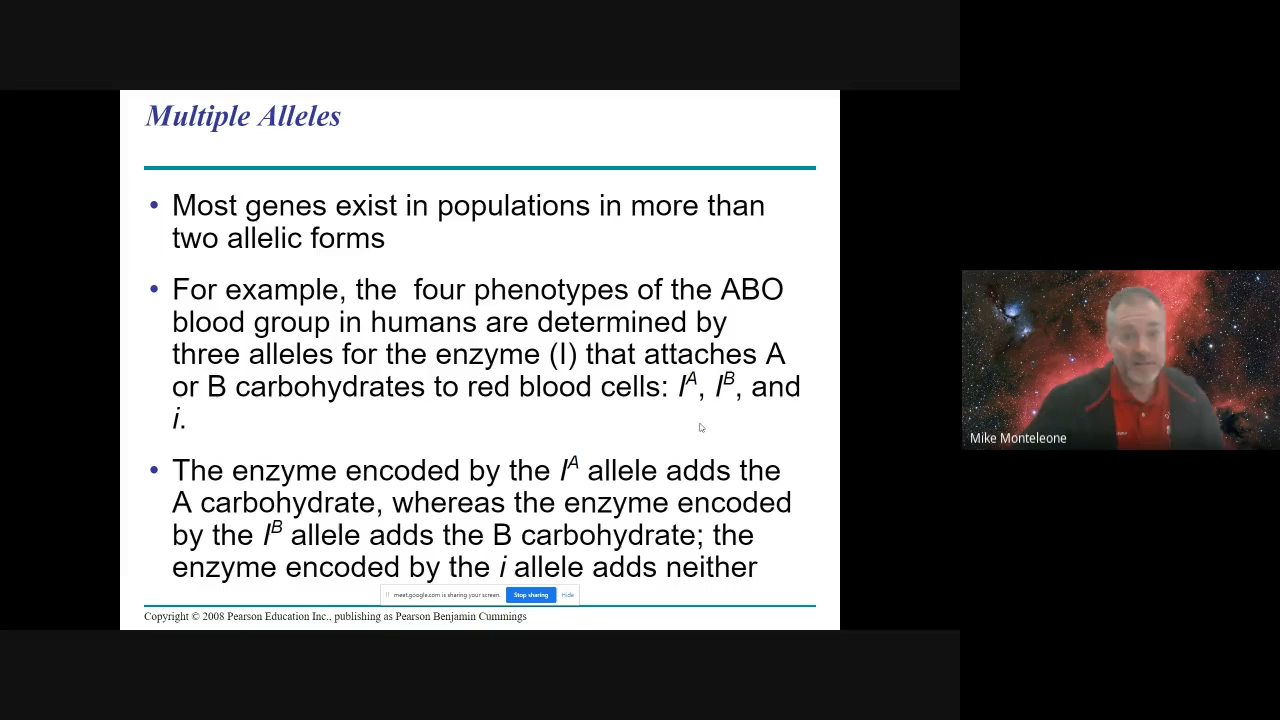 Multiple Alleles
• Most genes exist in populations in more than
two allelic forms
• For example, the  four phenotypes of the ABO
blood group in humans are determined by
three alleles for the enzyme (I) that attaches A
or B carbohydrates to red blood cells: Iᴬ, Iᴮ, and
i.
• The enzyme encoded by the Iᴬ allele adds the
A carbohydrate, whereas the enzyme encoded
by the Iᴮ allele adds the B carbohydrate; the
enzyme encoded by the i allele adds neither
meet.google.com is sharing your screen. Stop sharing Hide
Copyright © 2008 Pearson Education Inc., publishing as Pearson Benjamin Cummings
Mike Monteleone